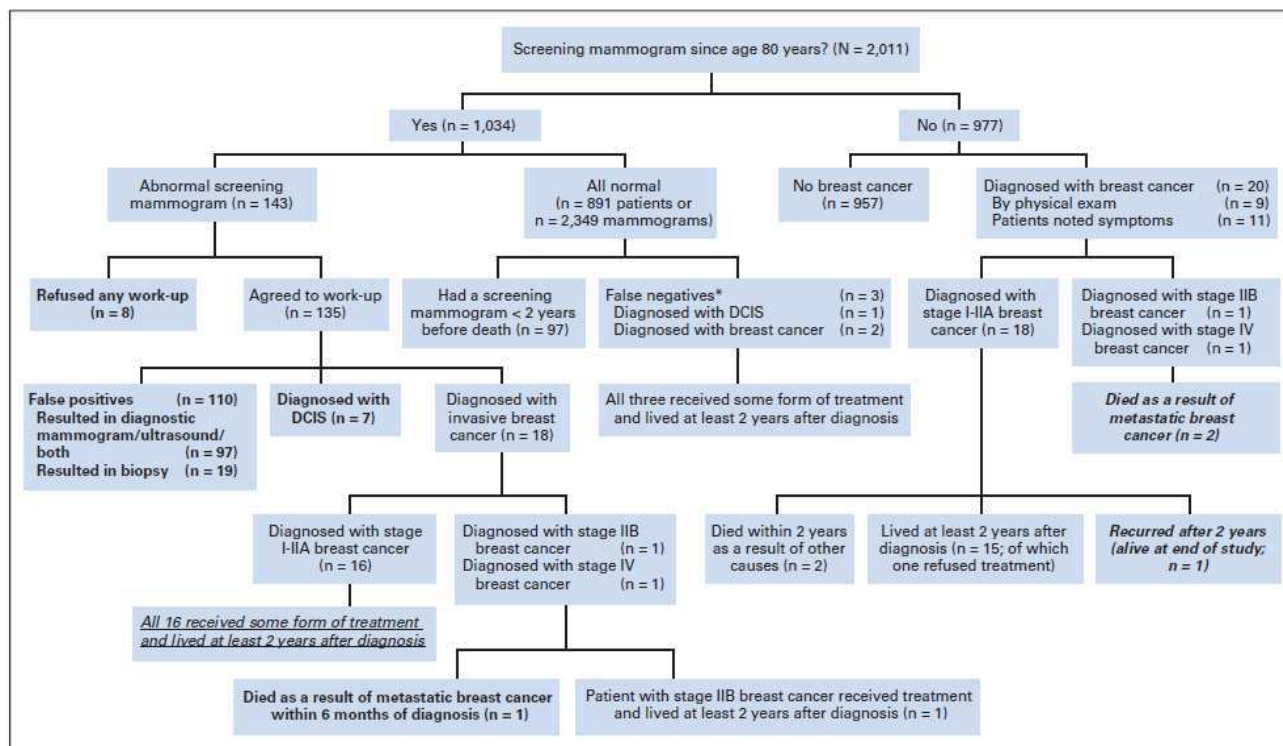 Screening mammogram since age 80 years? (N = 2,011)
Yes (n = 1,034)
No (n = 977)
Abnormal screening
mammogram (n = 143)
All normal
(n = 891 patients or
n = 2,349 mammograms)
No breast cancer
(n = 957)
Diagnosed with breast cancer (n = 20)
By physical exam (n = 9)
Patients noted symptoms (n = 11)
Refused any work-up
(n = 8)
Agreed to work-up
(n = 135)
Had a screening
mammogram < 2 years
before death (n = 97)
False negatives* (n = 3)
Diagnosed with DCIS (n = 1)
Diagnosed with breast cancer (n = 2)
Diagnosed with
stage I-IIA breast
cancer (n = 18)
Diagnosed with stage IIB
breast cancer (n = 1)
Diagnosed with stage IV
breast cancer (n = 1)
False positives (n = 110)
Resulted in diagnostic
mammogram/ultrasound/
both (n = 97)
Resulted in biopsy (n = 19)
Diagnosed with
DCIS (n = 7)
Diagnosed with
invasive breast
cancer (n = 18)
All three received some form of treatment
and lived at least 2 years after diagnosis
Died as a result of
metastatic breast
cancer (n = 2)
Diagnosed with stage
I-IIA breast cancer
(n = 16)
Diagnosed with stage IIB
breast cancer (n = 1)
Diagnosed with stage IV
breast cancer (n = 1)
Died within 2 years
as a result of other
causes (n = 2)
Lived at least 2 years after
diagnosis (n = 15; of which
one refused treatment)
Recurred after 2 years
(alive at end of study;
n = 1)
All 16 received some form of treatment
and lived at least 2 years after diagnosis
Died as a result of metastatic breast cancer
within 6 months of diagnosis (n = 1)
Patient with stage IIB breast cancer received treatment
and lived at least 2 years after diagnosis (n = 1)